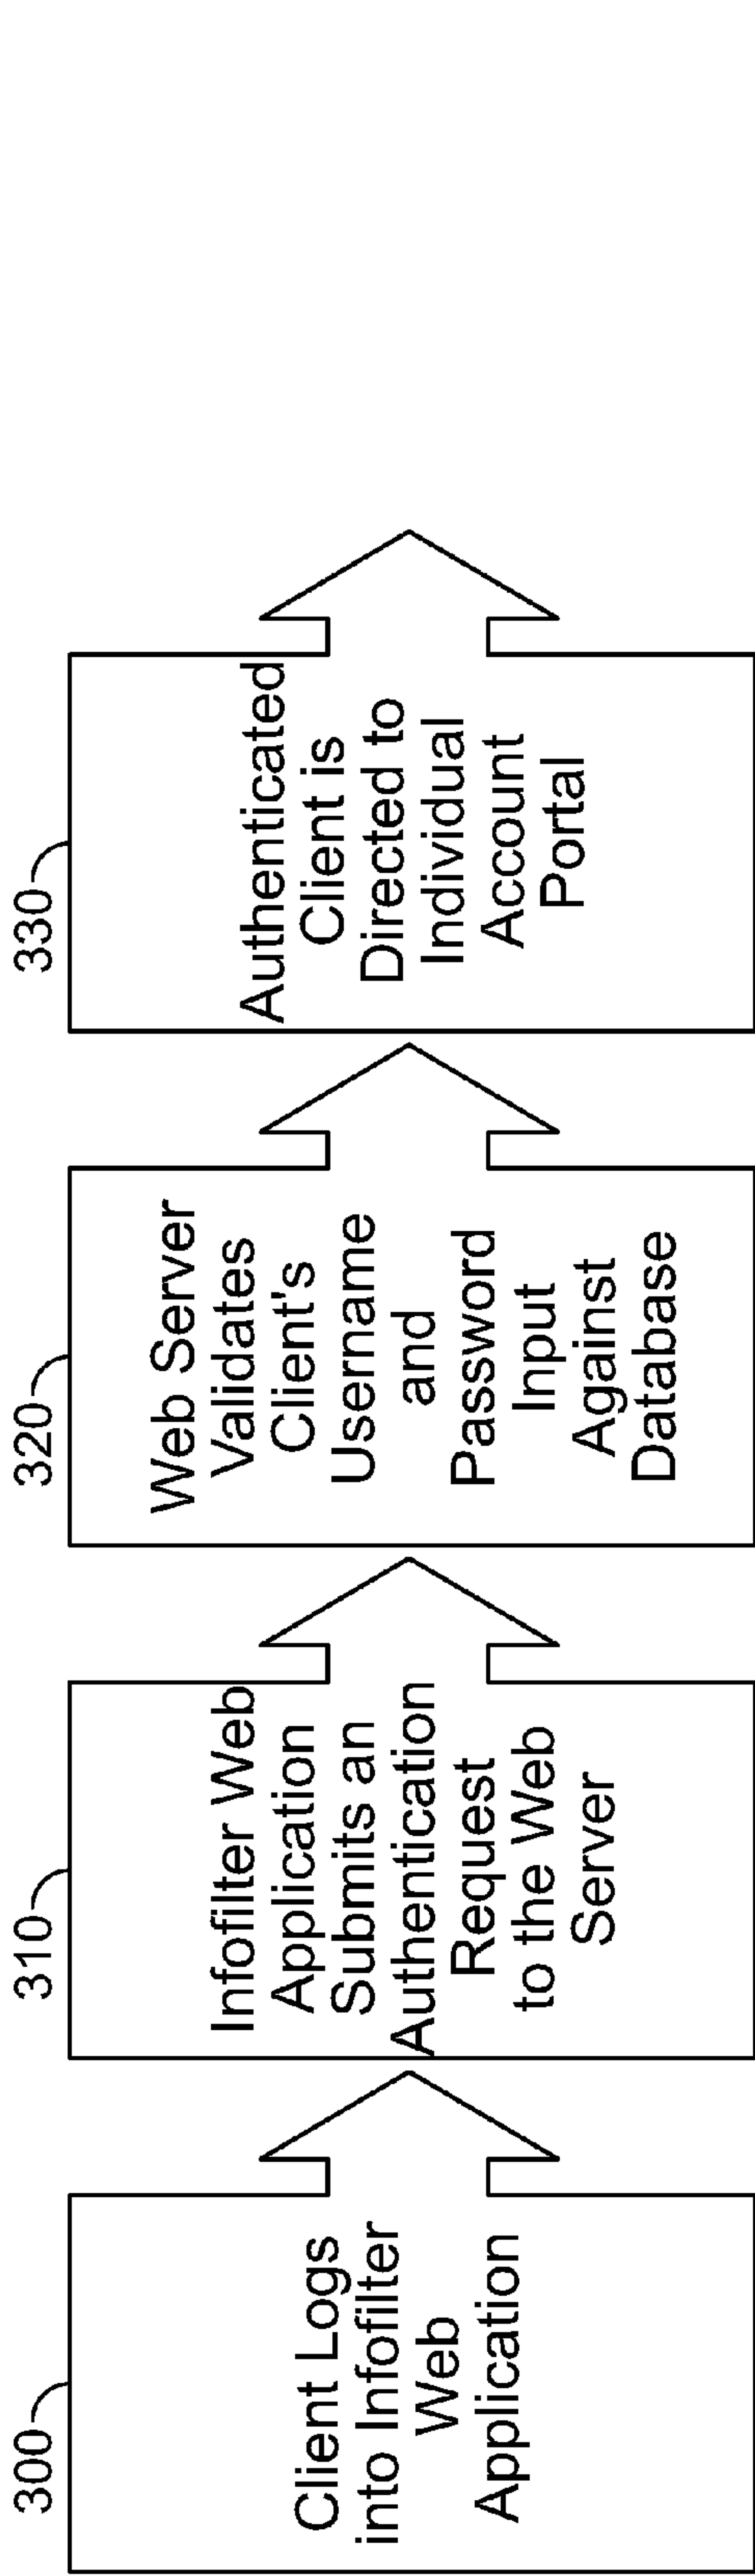 300
Client Logs
into Infofilter
Web
Application
310
Infofilter Web
Application
Submits an
Authentication
Request
to the Web
Server
320
Web Server
Validates
Client's
Username
and
Password
Input
Against
Database
330
Authenticated
Client is
Directed to
Individual
Account
Portal